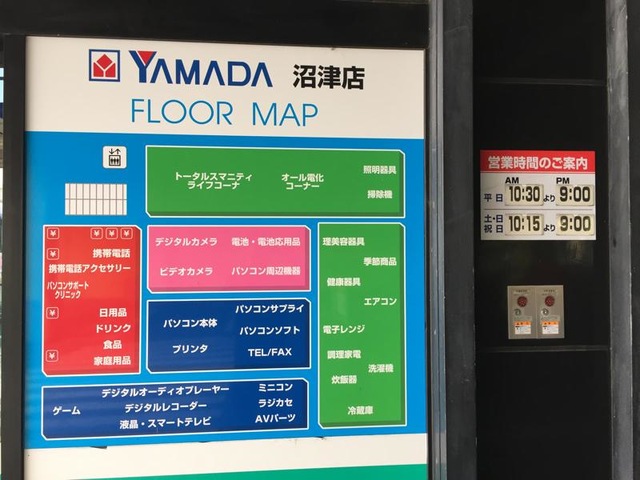 YAMADA 沼津店
FLOOR MAP
トータルスマニティ
ライフコーナ
オール電化
コーナー
照明器具
掃除機
¥
¥ ¥ ¥
¥
携帯電話
携帯電話アクセサリー
パソコンサポート
クリニック
¥
日用品
ドリンク
食品
¥
家庭用品
デジタルカメラ
電池・電池応用品
ビデオカメラ
パソコン周辺機器
パソコンサプライ
パソコン本体
パソコンソフト
プリンタ
TEL/FAX
理美容器具
季節商品
健康器具
エアコン
電子レンジ
調理家電
洗濯機
炊飯器
冷蔵庫
デジタルオーディオプレーヤー
ミニコン
ゲーム
デジタルレコーダー
ラジカセ
液晶・スマートテレビ
AVパーツ
営業時間のご案内
AM PM
平日 10:30 より 9:00
土・日
祝日 10:15 より 9:00